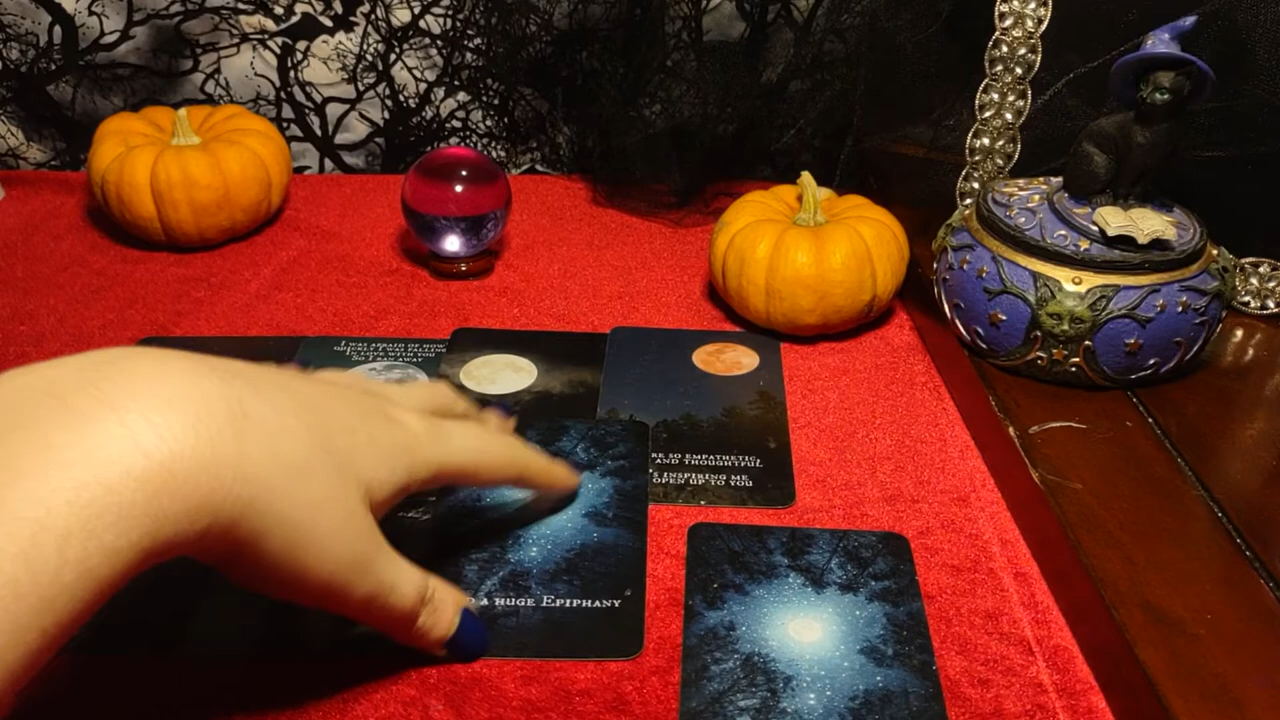 I WAS AFRAID OF HOW
QUICKLY I WAS FALLING
IN LOVE WITH YOU
SO I RAN AWAY
RE SO EMPATHETIC
AND THOUGHTFUL
'S INSPIRING ME
OPEN UP TO YOU
A HUGE EPIPHANY"